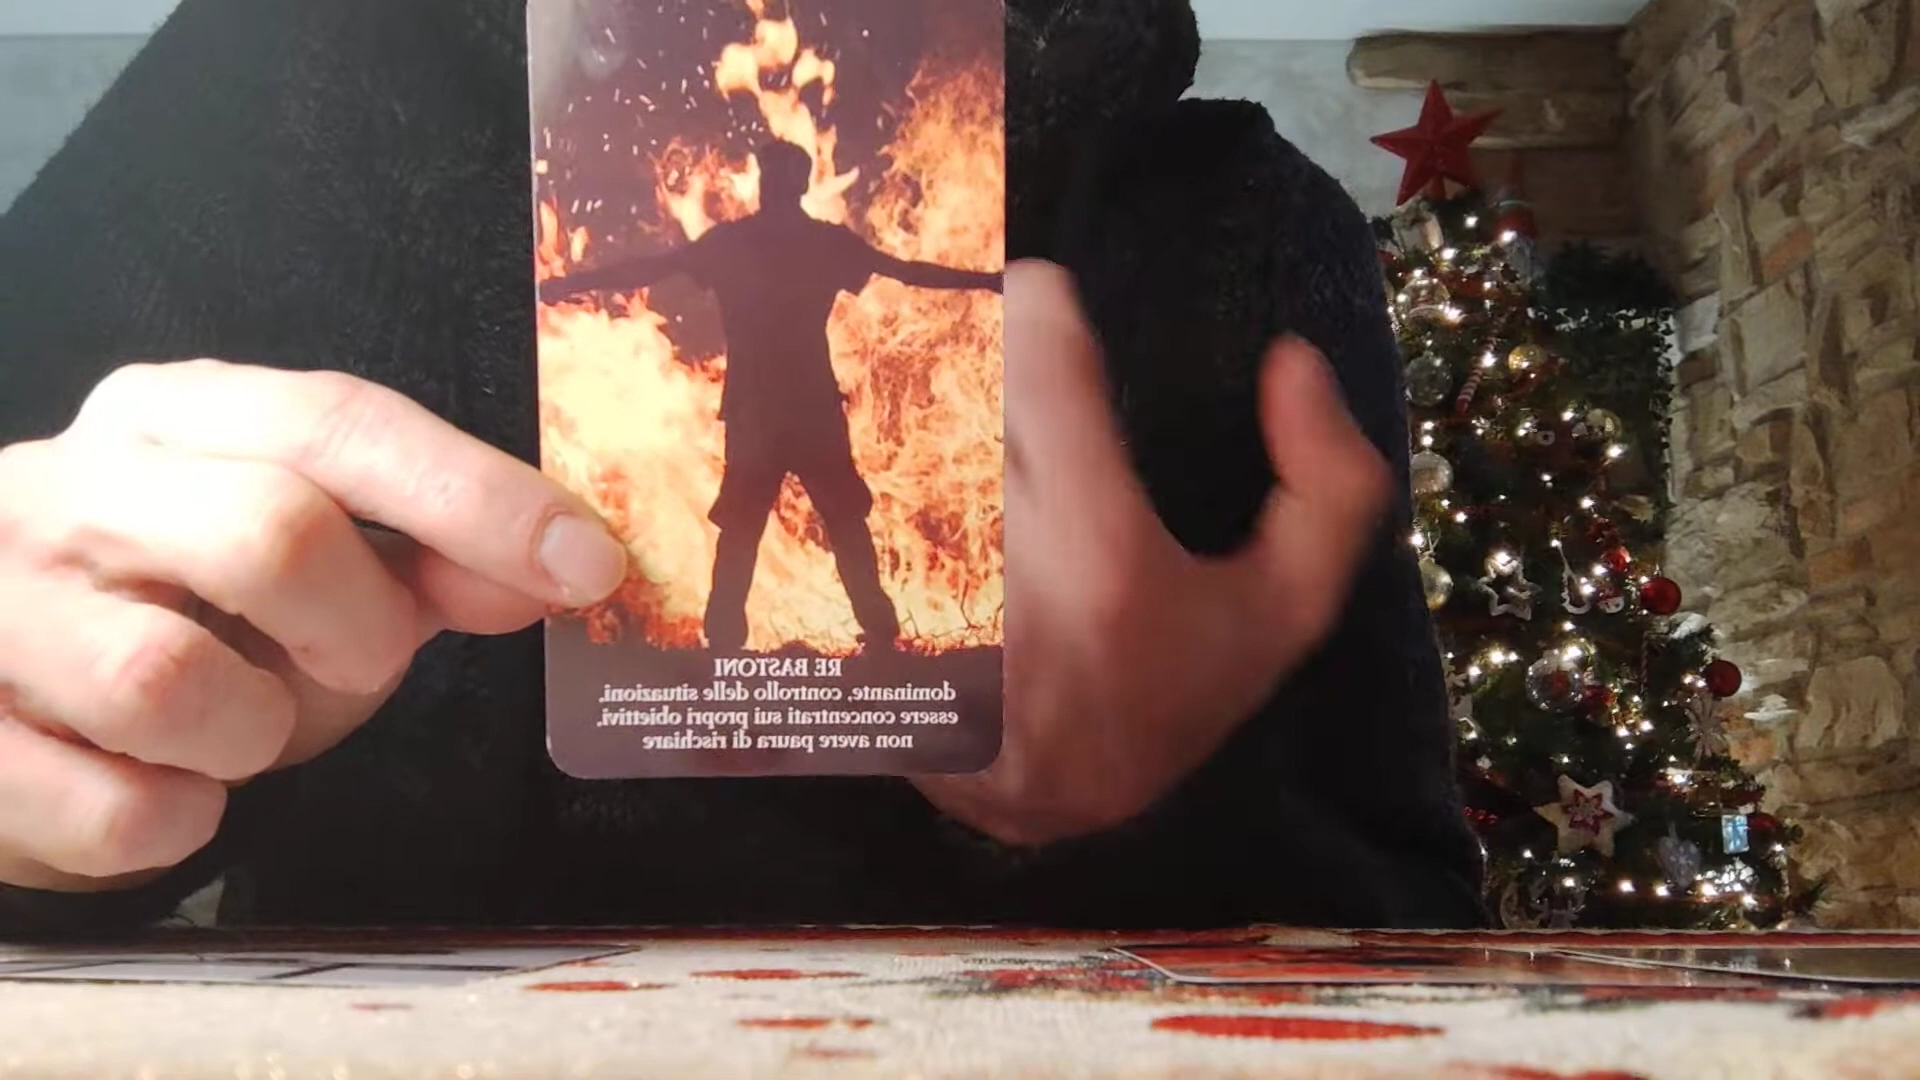 RE BASTONI
dominante, controllo delle situazioni,
essere concentrati sui propri obiettivi,
non avere paura di rischiare